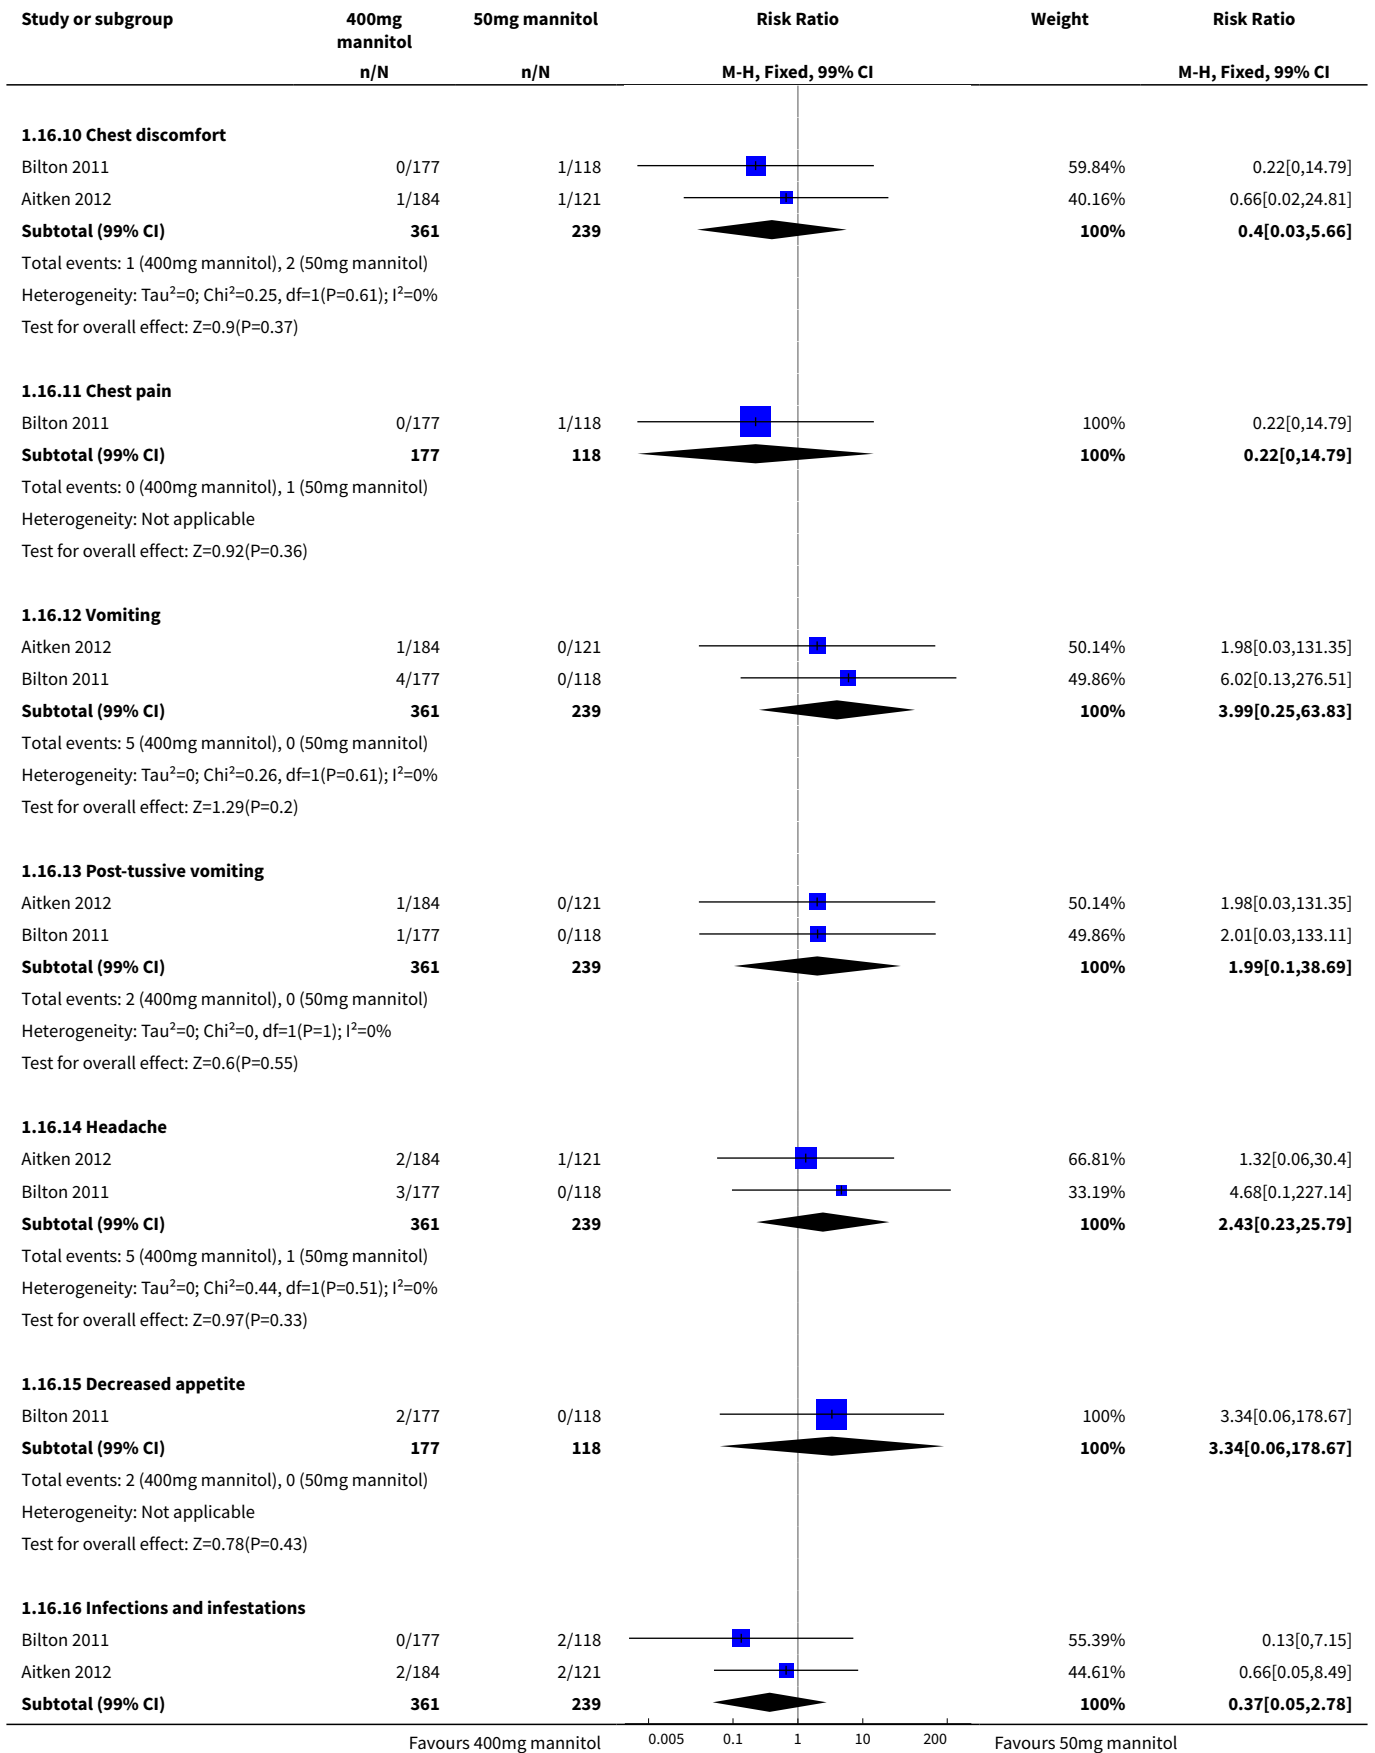 Study or subgroup 400mg mannitol 50mg mannitol Risk Ratio Weight Risk Ratio
n/N n/N M-H, Fixed, 99% CI M-H, Fixed, 99% CI
1.16.10 Chest discomfort
Bilton 2011 0/177 1/118 59.84% 0.22[0,14.79]
Aitken 2012 1/184 1/121 40.16% 0.66[0.02,24.81]
Subtotal (99% CI) 361 239 100% 0.4[0.03,5.66]
Total events: 1 (400mg mannitol), 2 (50mg mannitol)
Heterogeneity: Tau²=0; Chi²=0.25, df=1(P=0.61); I²=0%
Test for overall effect: Z=0.9(P=0.37)
1.16.11 Chest pain
Bilton 2011 0/177 1/118 100% 0.22[0,14.79]
Subtotal (99% CI) 177 118 100% 0.22[0,14.79]
Total events: 0 (400mg mannitol), 1 (50mg mannitol)
Heterogeneity: Not applicable
Test for overall effect: Z=0.92(P=0.36)
1.16.12 Vomiting
Aitken 2012 1/184 0/121 50.14% 1.98[0.03,131.35]
Bilton 2011 4/177 0/118 49.86% 6.02[0.13,276.51]
Subtotal (99% CI) 361 239 100% 3.99[0.25,63.83]
Total events: 5 (400mg mannitol), 0 (50mg mannitol)
Heterogeneity: Tau²=0; Chi²=0.26, df=1(P=0.61); I²=0%
Test for overall effect: Z=1.29(P=0.2)
1.16.13 Post-tussive vomiting
Aitken 2012 1/184 0/121 50.14% 1.98[0.03,131.35]
Bilton 2011 1/177 0/118 49.86% 2.01[0.03,133.11]
Subtotal (99% CI) 361 239 100% 1.99[0.1,38.69]
Total events: 2 (400mg mannitol), 0 (50mg mannitol)
Heterogeneity: Tau²=0; Chi²=0, df=1(P=1); I²=0%
Test for overall effect: Z=0.6(P=0.55)
1.16.14 Headache
Aitken 2012 2/184 1/121 66.81% 1.32[0.06,30.4]
Bilton 2011 3/177 0/118 33.19% 4.68[0.1,227.14]
Subtotal (99% CI) 361 239 100% 2.43[0.23,25.79]
Total events: 5 (400mg mannitol), 1 (50mg mannitol)
Heterogeneity: Tau²=0; Chi²=0.44, df=1(P=0.51); I²=0%
Test for overall effect: Z=0.97(P=0.33)
1.16.15 Decreased appetite
Bilton 2011 2/177 0/118 100% 3.34[0.06,178.67]
Subtotal (99% CI) 177 118 100% 3.34[0.06,178.67]
Total events: 2 (400mg mannitol), 0 (50mg mannitol)
Heterogeneity: Not applicable
Test for overall effect: Z=0.78(P=0.43)
1.16.16 Infections and infestations
Bilton 2011 0/177 2/118 55.39% 0.13[0,7.15]
Aitken 2012 2/184 2/121 44.61% 0.66[0.05,8.49]
Subtotal (99% CI) 361 239 100% 0.37[0.05,2.78]
Favours 400mg mannitol 0.005 0.1 1 10 200 Favours 50mg mannitol